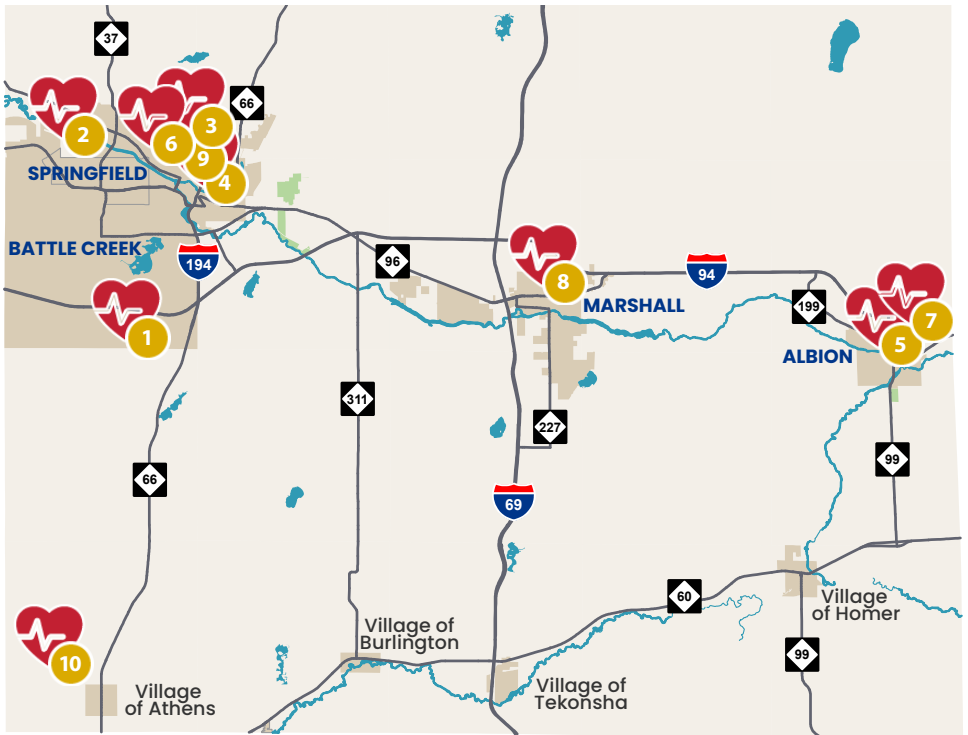 37
66
2
3
6
9
4
SPRINGFIELD
BATTLE CREEK
194
96
8
94
MARSHALL
199
7
5
ALBION
1
311
227
99
66
69
60
Village of
Burlington
Village
of Homer
99
10
Village
of Athens
Village of
Tekonsha